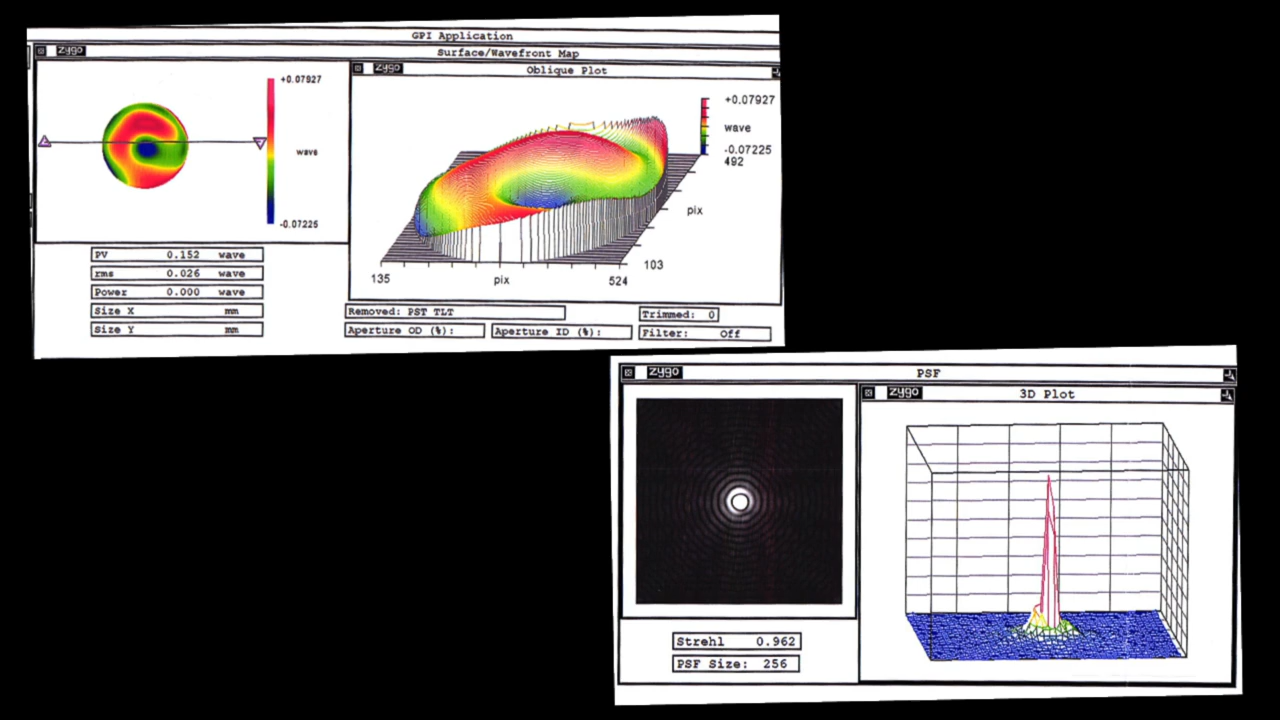 GPI Application
zygo
Surface/Wavefront Map
+0.07927
wave
-0.07225
zygo
Oblique Plot
+0.07927
wave
-0.07225
492
pix
103
135
pix
524
PV 0.152 wave
rms 0.026 wave
Power 0.000 wave
Size X mm
Size Y mm
Removed: PST TLT
Trimmed: 0
Aperture OD (%):
Aperture ID (%):
Filter: Off
zygo
PSF
zygo
3D Plot
Strehl 0.962
PSF Size: 256